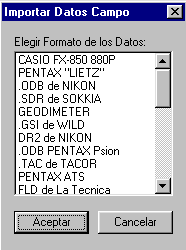 Importar Datos Campo
Elegir Formato de los Datos:
CASIO FX-850 880P
PENTAX "LIETZ"
.ODB de NIKON
.SDR de SOKKIA
GEODIMETER
.GSI de WILD
DR2 de NIKON
.ODB PENTAX Psion
.TAC de TACOR
PENTAX ATS
FLD de La Tecnica
Aceptar
Cancelar